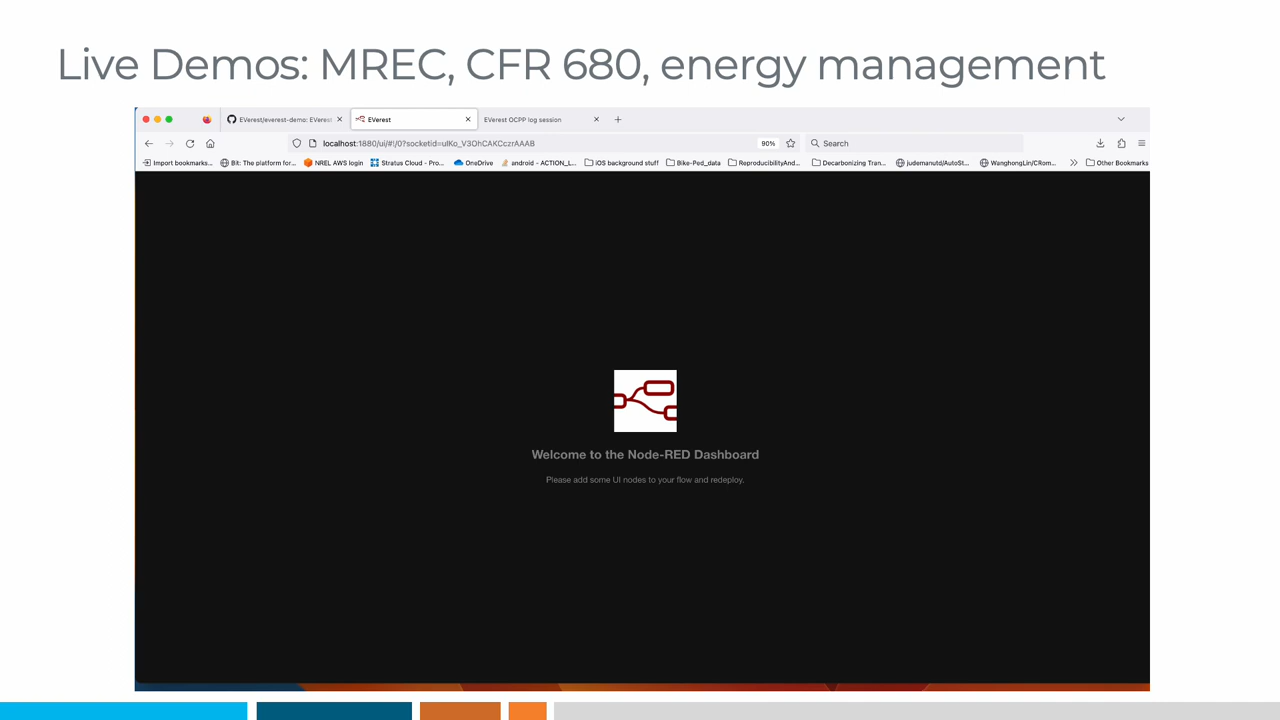 Live Demos: MREC, CFR 680, energy management
EVerest/everest-demo: EVerest
EVerest
EVerest OCPP log session
localhost:1880/ui/#!/0?socketid=uIKo_V3OhCAKCczrAAAB
90%
Search
Import bookmarks...
Bit: The platform for...
NREL AWS login
Stratus Cloud - Pro...
OneDrive
android - ACTION_L...
iOS background stuff
Bike-Ped_data
ReproducibilityAnd...
Decarbonizing Tran...
judemanutd/AutoSt...
WanghongLin/CRom...
Other Bookmarks
Welcome to the Node-RED Dashboard
Please add some UI nodes to your flow and redeploy.